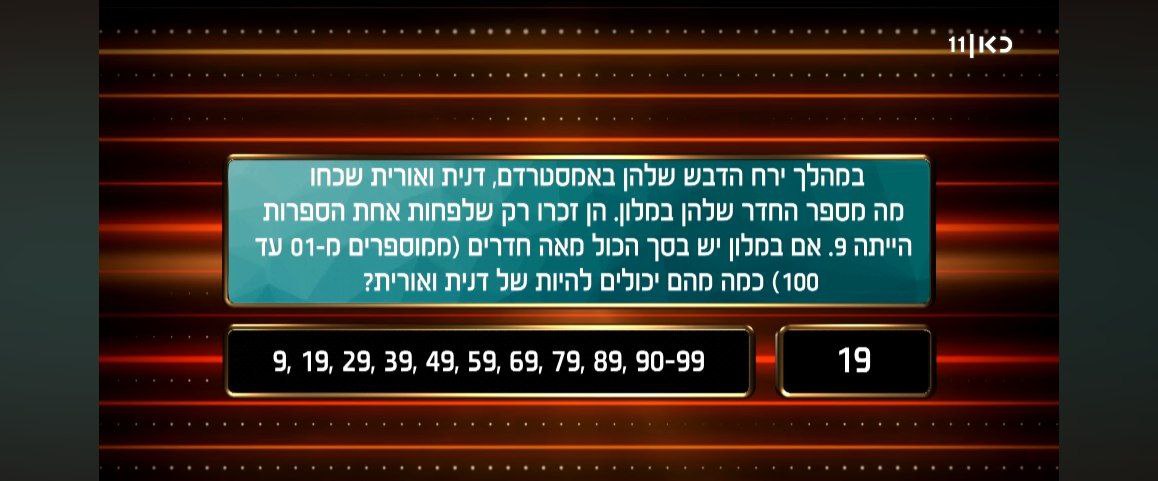 כאן|11
במהלך ירח הדבש שלהן באמסטרדם, דנית ואורית שכחו
מה מספר החדר שלהן במלון. הן זכרו רק שלפחות אחת הספרות
הייתה 9. אם במלון יש בסך הכול מאה חדרים (ממוספרים מ-01 עד
100) כמה מהם יכולים להיות של דנית ואורית?
19
9, 19, 29, 39, 49, 59, 69, 79, 89, 90-99